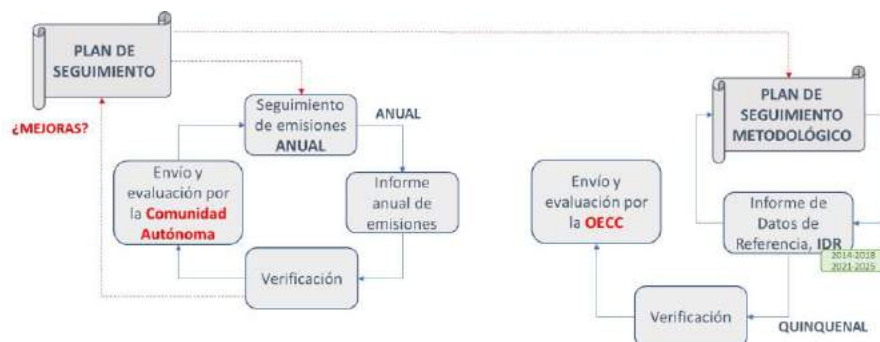 PLAN DE
SEGUIMIENTO
¿MEJORAS?
Seguimiento
de emisiones
ANUAL
ANUAL
Envío y
evaluación por
la Comunidad
Autónoma
Informe
anual de
emisiones
Verificación
PLAN DE
SEGUIMIENTO
METODOLÓGICO
Envío y
evaluación por
la OECC
Informe de
Datos de
Referencia, IDR
2014-2018
2021-2025
Verificación
QUINQUENAL